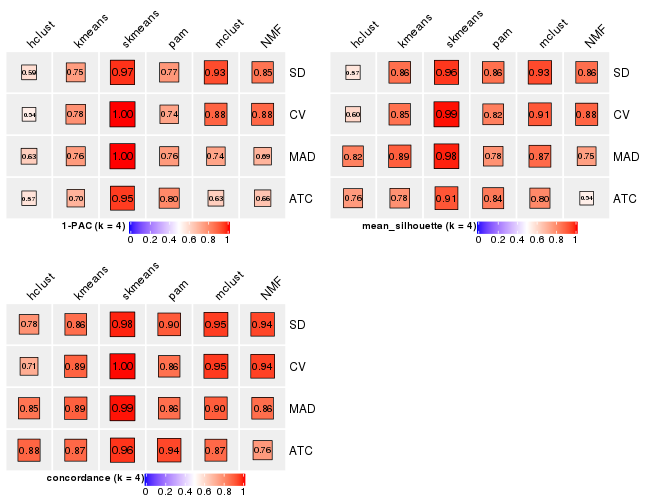 hclust kmeans skmeans pam mclust NMF
0.59 0.75 0.97 0.77 0.93 0.85 SD
0.54 0.78 1.00 0.74 0.88 0.88 CV
0.63 0.76 1.00 0.76 0.74 0.69 MAD
0.57 0.70 0.95 0.80 0.63 0.66 ATC
1-PAC (k = 4)
0 0.2 0.4 0.6 0.8 1
hclust kmeans skmeans pam mclust NMF
0.57 0.86 0.96 0.86 0.93 0.86 SD
0.60 0.85 0.99 0.82 0.91 0.88 CV
0.82 0.89 0.98 0.78 0.87 0.75 MAD
0.76 0.78 0.91 0.84 0.80 0.54 ATC
mean_silhouette (k = 4)
0 0.2 0.4 0.6 0.8 1
hclust kmeans skmeans pam mclust NMF
0.78 0.86 0.98 0.90 0.95 0.94 SD
0.71 0.89 1.00 0.86 0.95 0.94 CV
0.85 0.89 0.99 0.86 0.90 0.86 MAD
0.88 0.87 0.96 0.94 0.87 0.76 ATC
concordance (k = 4)
0 0.2 0.4 0.6 0.8 1